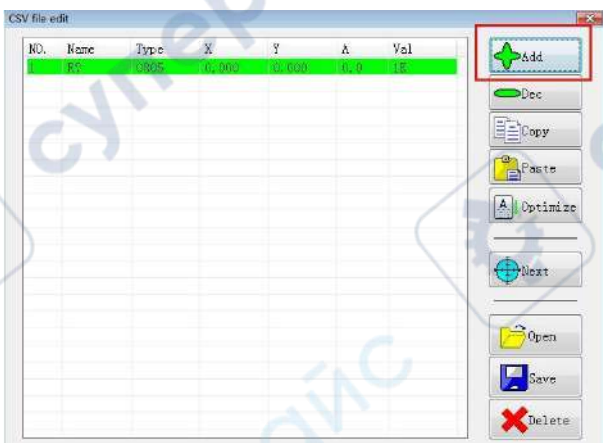 CSV file edit
NO. Name Type X Y A Val
1 R? 0805 0.000 0.000 0.0 1K
Add
Dec
Copy
Paste
Optimize
Next
Open
Save
Delete